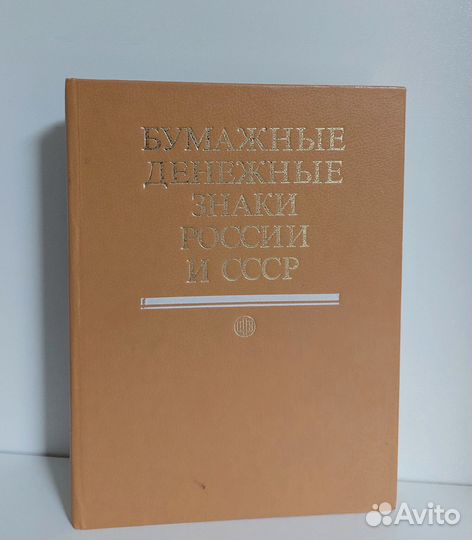 БУМАЖНЫЕ
ДЕНЕЖНЫЕ
ЗНАКИ
РОССИИ
И СССР
Avito